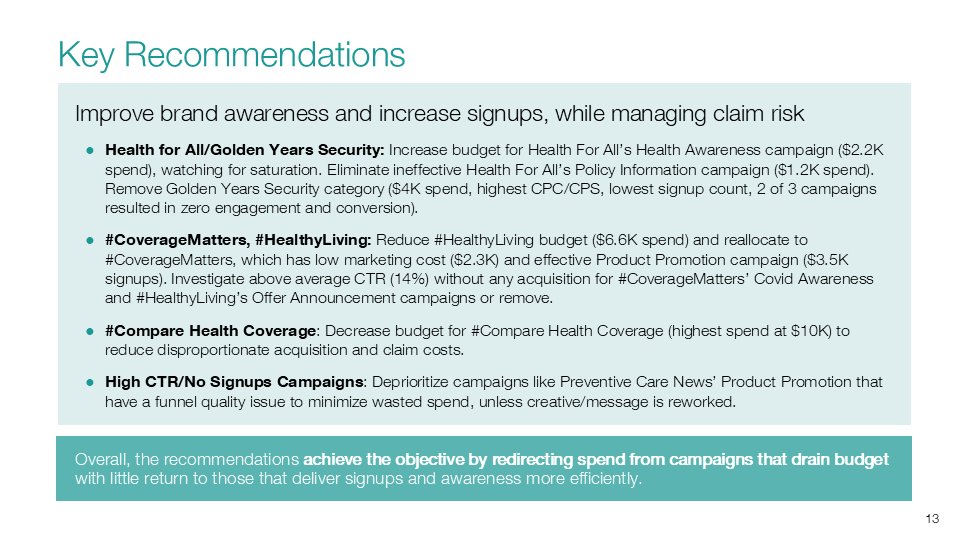 Key Recommendations
Improve brand awareness and increase signups, while managing claim risk
● Health for All/Golden Years Security: Increase budget for Health For All's Health Awareness campaign ($2.2K
spend), watching for saturation. Eliminate ineffective Health For All's Policy Information campaign ($1.2K spend).
Remove Golden Years Security category ($4K spend, highest CPC/CPS, lowest signup count, 2 of 3 campaigns
resulted in zero engagement and conversion).
● #CoverageMatters, #HealthyLiving: Reduce #HealthyLiving budget ($6.6K spend) and reallocate to
#CoverageMatters, which has low marketing cost ($2.3K) and effective Product Promotion campaign ($3.5K
signups). Investigate above average CTR (14%) without any acquisition for #CoverageMatters' Covid Awareness
and #HealthyLiving's Offer Announcement campaigns or remove.
● #Compare Health Coverage: Decrease budget for #Compare Health Coverage (highest spend at $10K) to
reduce disproportionate acquisition and claim costs.
● High CTR/No Signups Campaigns: Deprioritize campaigns like Preventive Care News' Product Promotion that
have a funnel quality issue to minimize wasted spend, unless creative/message is reworked.
Overall, the recommendations achieve the objective by redirecting spend from campaigns that drain budget
with little return to those that deliver signups and awareness more efficiently.
13